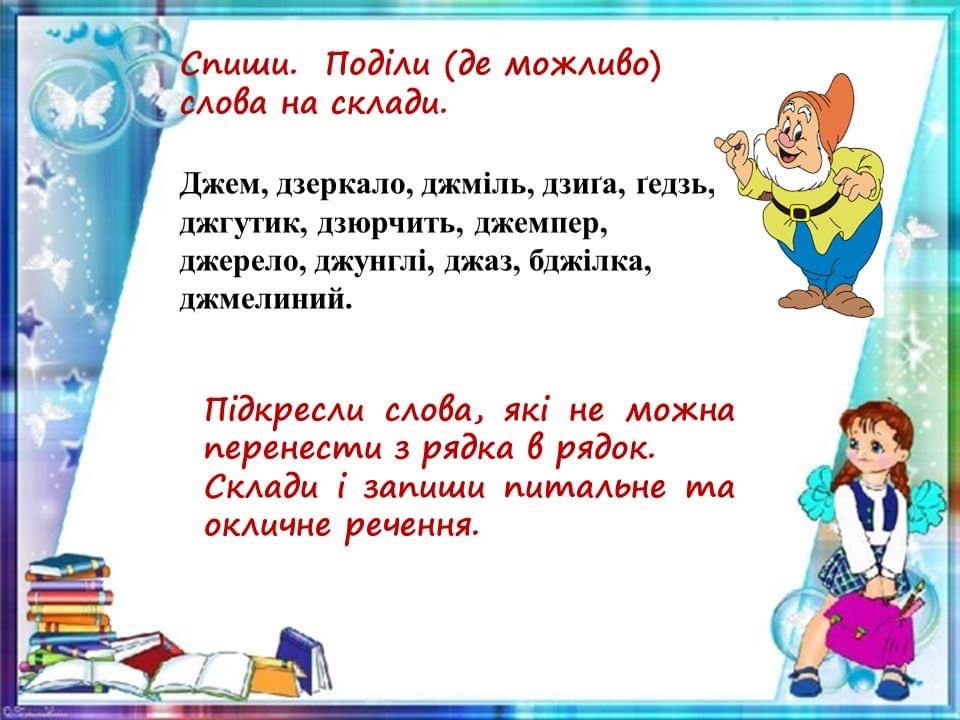 Спиши. Поділи (де можливо)
слова на склади.
Джем, дзеркало, джміль, дзиґа, ґедзь,
джгутик, дзюрчить, джемпер,
джерело, джунглі, джаз, бджілка,
джмелиний.
Підкресли слова, які не можна
перенести з рядка в рядок.
Склади і запиши питальне та
окличне речення.